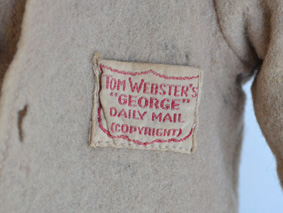 TOM WEBSTER'S
"GEORGE"
DAILY MAIL
(COPYRIGHT)